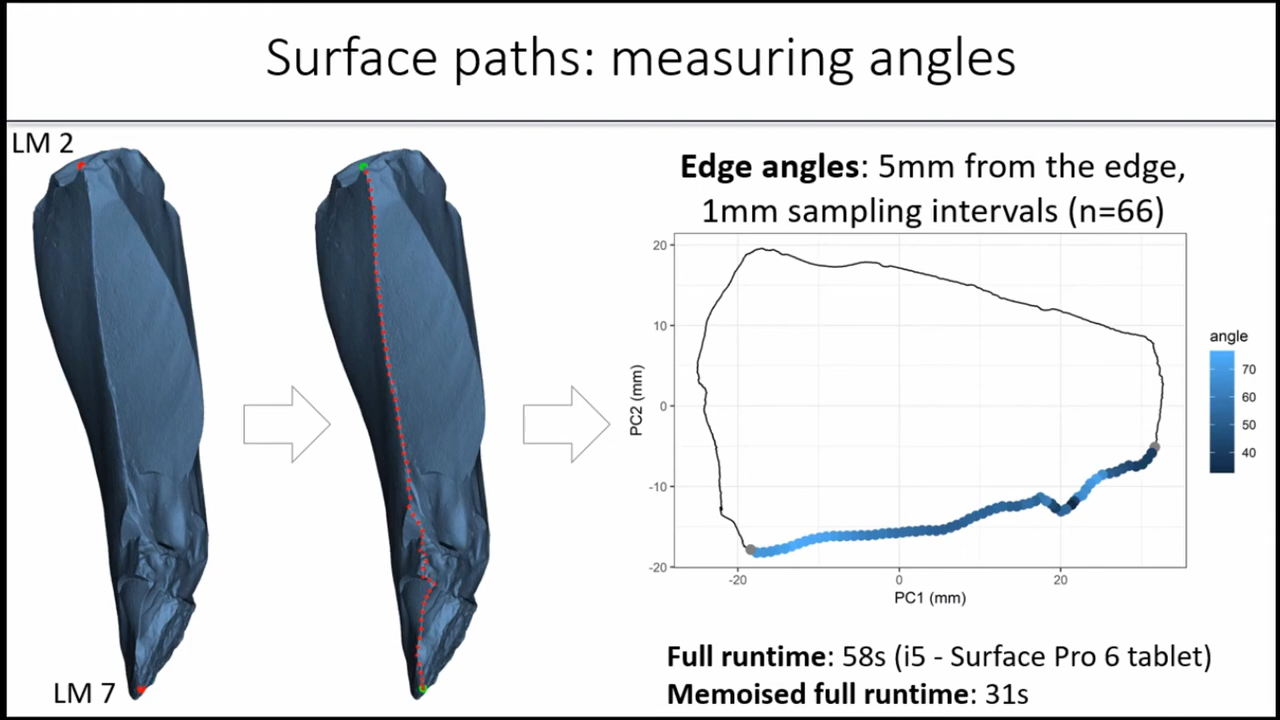 Surface paths: measuring angles
LM 2
LM 7
Edge angles: 5mm from the edge,
1mm sampling intervals (n=66)
20
10
0
-10
-20
PC2 (mm)
-20
0
20
PC1 (mm)
angle
70
60
50
40
Full runtime: 58s (i5 - Surface Pro 6 tablet)
Memoised full runtime: 31s